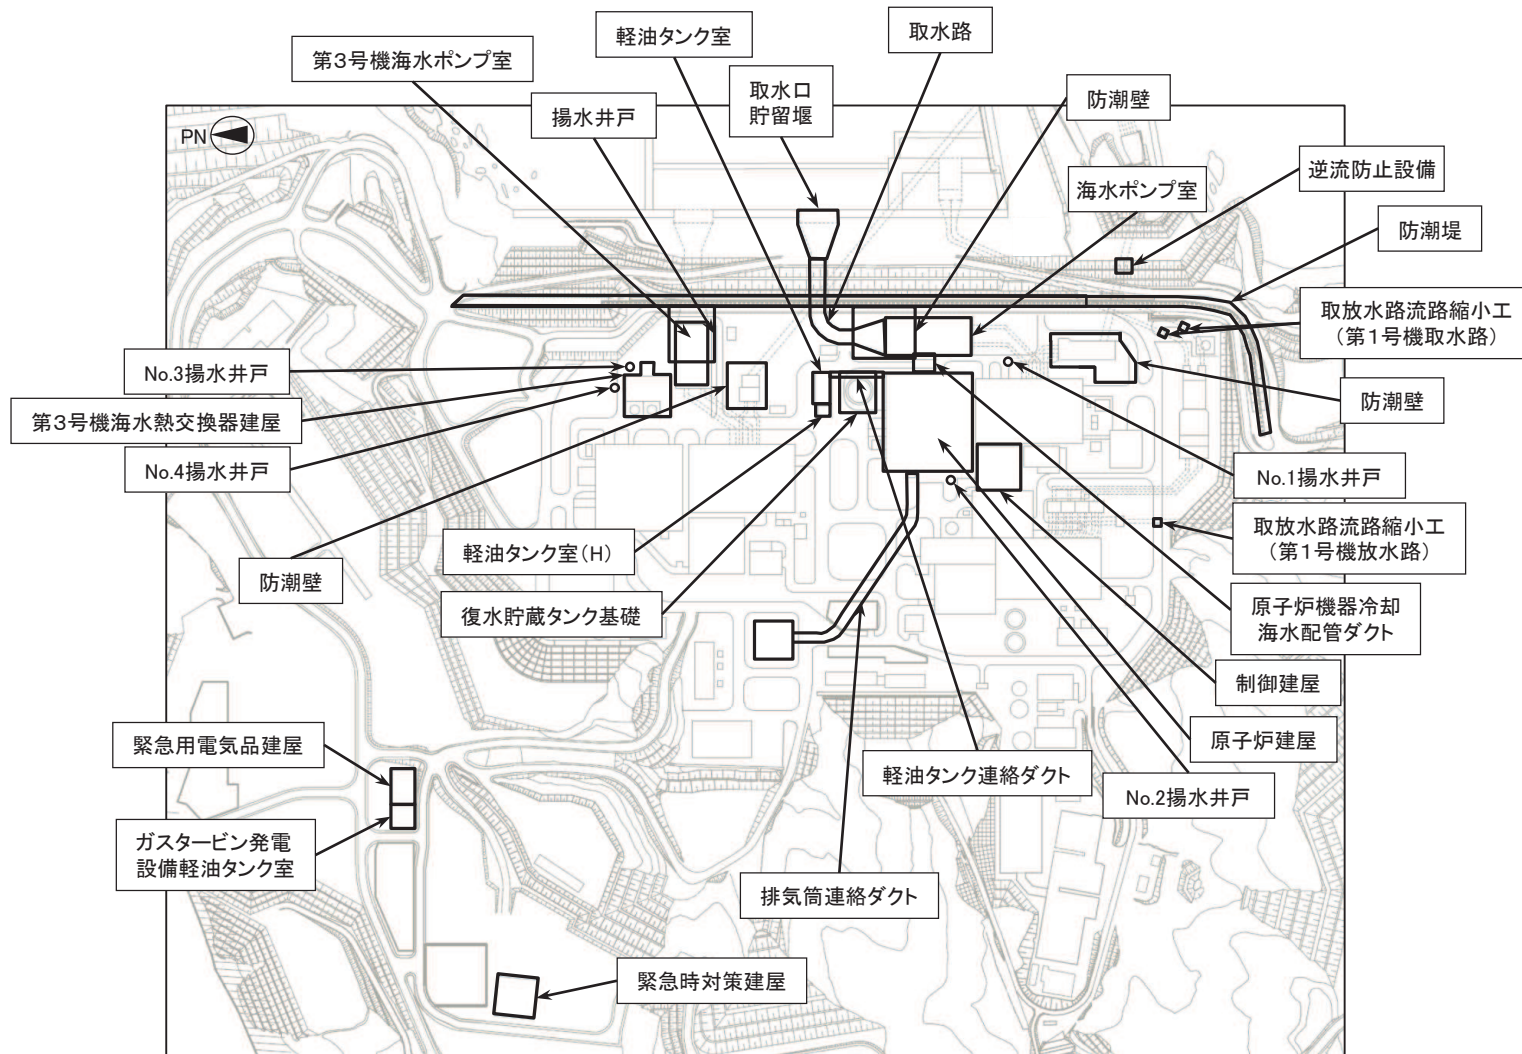 取水路
軽油タンク室
第3号機海水ポンプ室
取水口
貯留堰
防潮壁
揚水井戸
PN
逆流防止設備
海水ポンプ室
防潮堤
取放水路流路縮小工
(第1号機取水路)
No.3揚水井戸
防潮壁
第3号機海水熱交換器建屋
No.4揚水井戸
No.1揚水井戸
取放水路流路縮小工
(第1号機放水路)
軽油タンク室(H)
防潮壁
復水貯蔵タンク基礎
原子炉機器冷却
海水配管ダクト
制御建屋
緊急用電気品建屋
原子炉建屋
軽油タンク連絡ダクト
No.2揚水井戸
ガスタービン発電
設備軽油タンク室
排気筒連絡ダクト
緊急時対策建屋